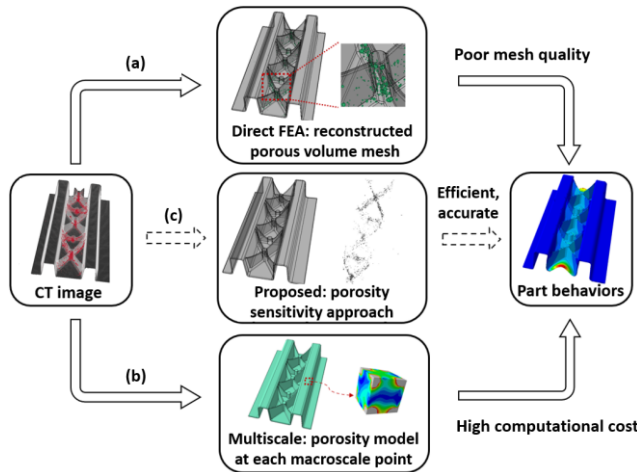 (a)
Poor mesh quality
Direct FEA: reconstructed
porous volume mesh
CT image
(c)
Proposed: porosity
sensitivity approach
Efficient,
accurate
Part behaviors
(b)
Multiscale: porosity model
at each macroscale point
High computational cost